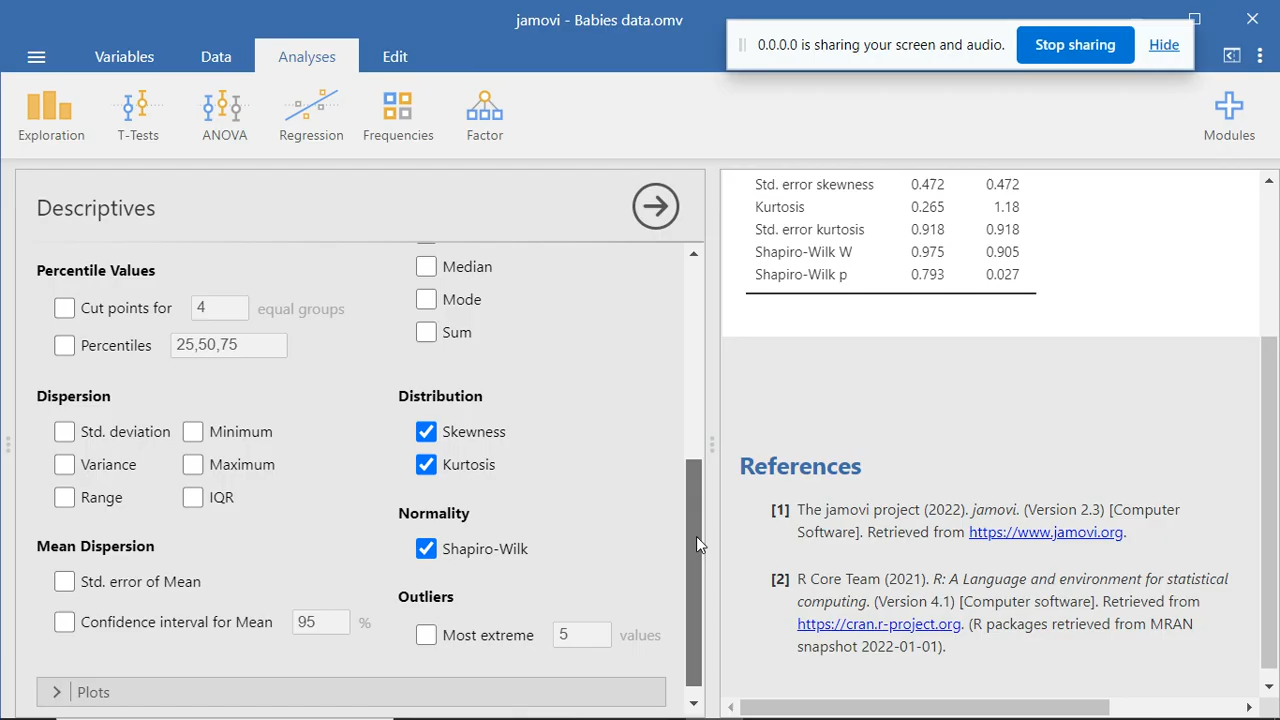 jamovi - Babies data.omv
0.0.0.0 is sharing your screen and audio.
Stop sharing
Hide
Variables
Data
Analyses
Edit
Exploration
T-Tests
ANOVA
Regression
Frequencies
Factor
Modules
Descriptives
Percentile Values
Cut points for 4 equal groups
Percentiles 25,50,75
Median
Mode
Sum
Dispersion
Std. deviation Minimum
Variance Maximum
Range IQR
Distribution
Skewness
Kurtosis
Normality
Shapiro-Wilk
Mean Dispersion
Std. error of Mean
Confidence interval for Mean 95 %
Outliers
Most extreme 5 values
Plots
Std. error skewness 0.472 0.472
Kurtosis 0.265 1.18
Std. error kurtosis 0.918 0.918
Shapiro-Wilk W 0.975 0.905
Shapiro-Wilk p 0.793 0.027
References
[1] The jamovi project (2022). jamovi. (Version 2.3) [Computer
Software]. Retrieved from https://www.jamovi.org.
[2] R Core Team (2021). R: A Language and environment for statistical
computing. (Version 4.1) [Computer software]. Retrieved from
https://cran.r-project.org. (R packages retrieved from MRAN
snapshot 2022-01-01).